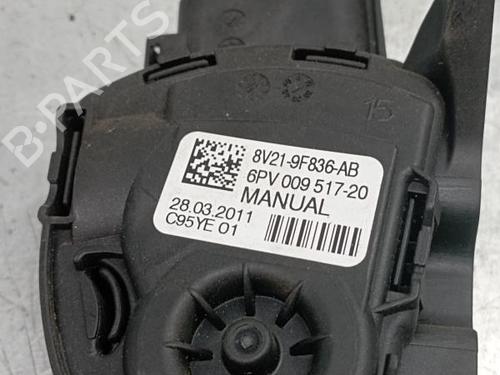 B-PARTS
15
8V21-9F836-AB
6PV 009 517-20
MANUAL
28.03.2011
C95YE 01